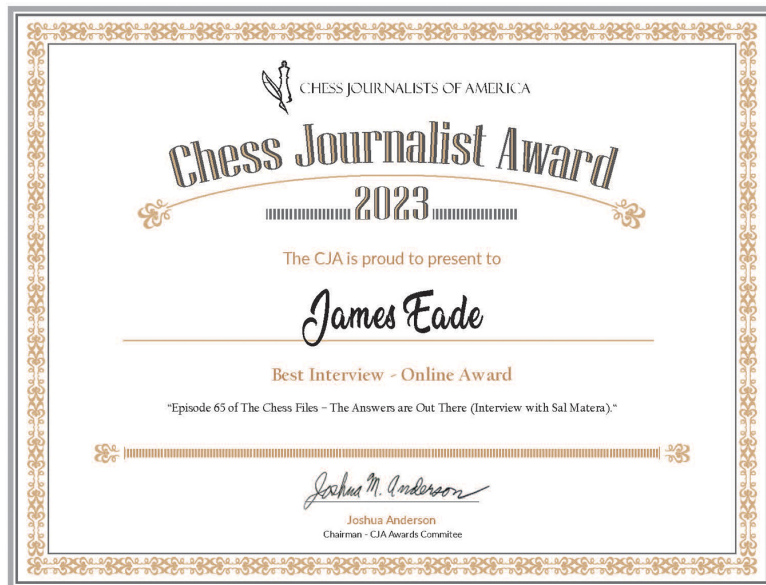 CHESS JOURNALISTS OF AMERICA
Chess Journalist Award
2023
The CJA is proud to present to
James Eade
Best Interview - Online Award
"Episode 65 of The Chess Files – The Answers are Out There (Interview with Sal Matera)."
Joshua M. Anderson
Joshua Anderson
Chairman - CJA Awards Commitee